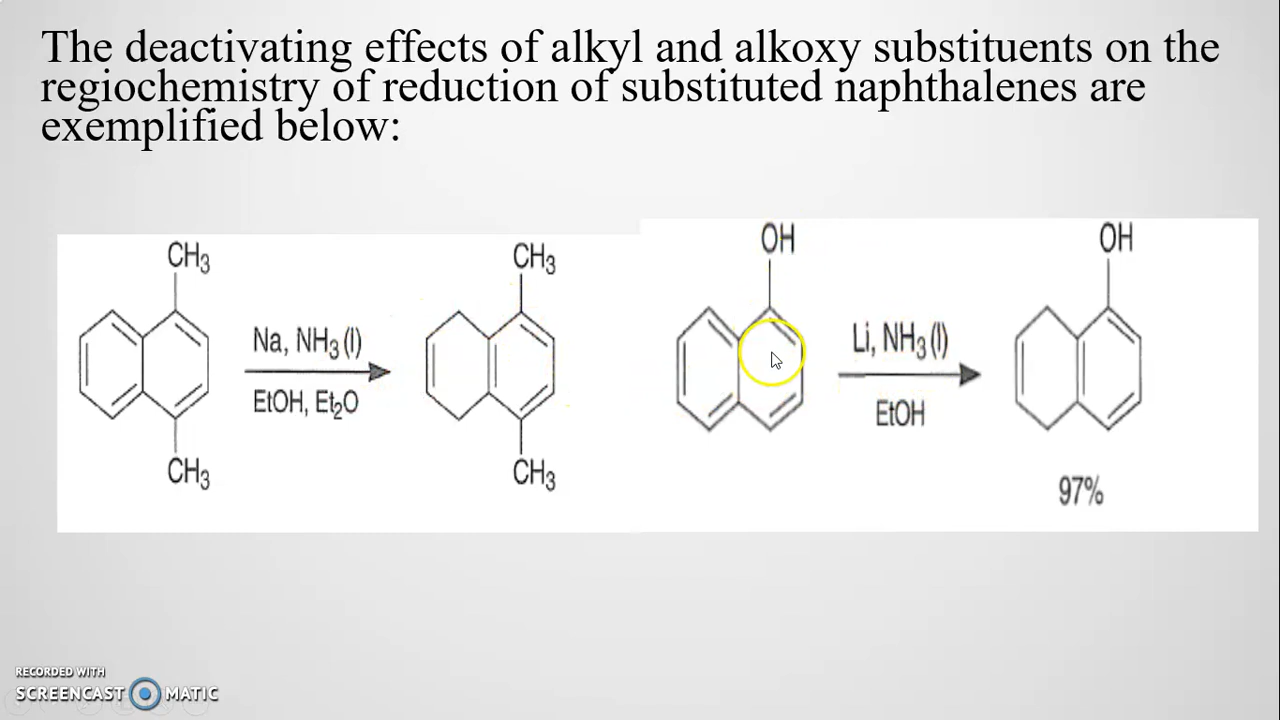 The deactivating effects of alkyl and alkoxy substituents on the
regiochemistry of reduction of substituted naphthalenes are
exemplified below:
CH₃
Na, NH₃ (l)
EtOH, Et₂O
CH₃
CH₃
CH₃
OH
Li, NH₃ (l)
EtOH
OH
97%
RECORDED WITH
SCREENCAST MATIC